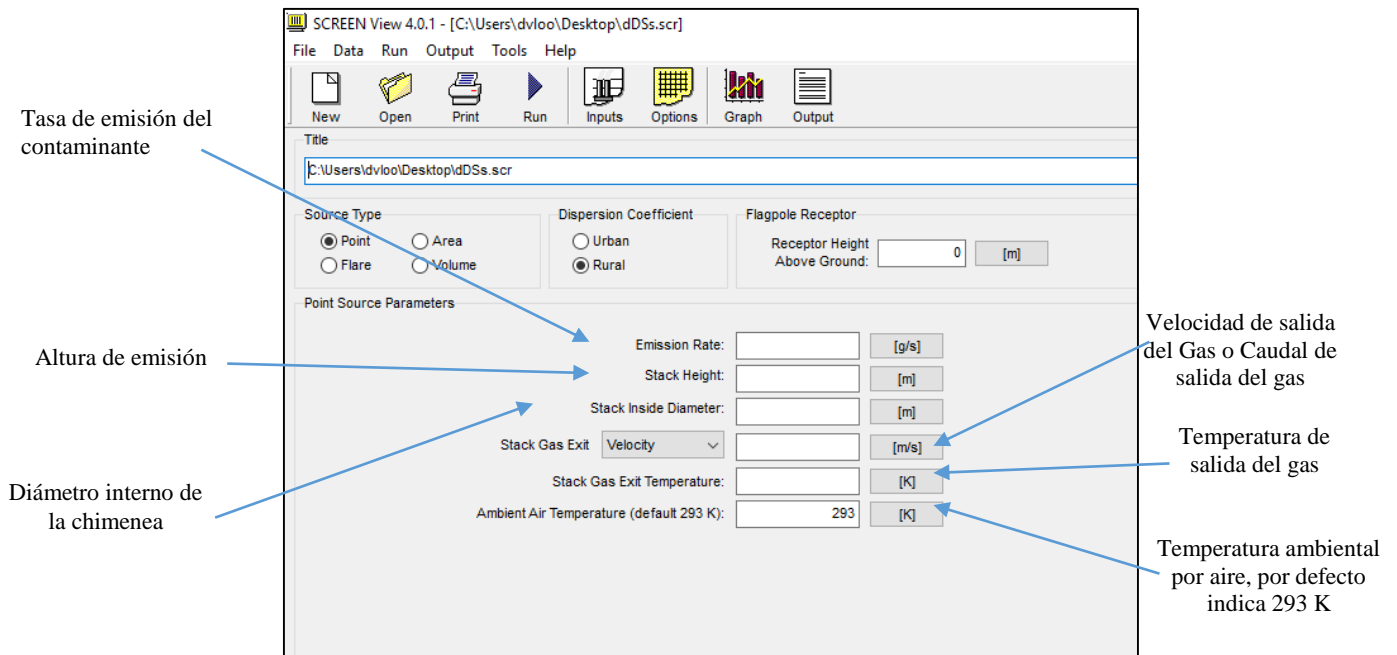 SCREEN View 4.0.1 - [C:\Users\dvloo\Desktop\dDSs.scr]
File Data Run Output Tools Help
New Open Print Run Inputs Options Graph Output
Title
C:\Users\dvloo\Desktop\dDSs.scr
Source Type
Point Area
Flare Volume
Dispersion Coefficient
Urban
Rural
Flagpole Receptor
Receptor Height
Above Ground: 0 [m]
Point Source Parameters
Emission Rate: [g/s]
Stack Height: [m]
Stack Inside Diameter: [m]
Stack Gas Exit Velocity [m/s]
Stack Gas Exit Temperature: [K]
Ambient Air Temperature (default 293 K): 293 [K]
Tasa de emisión del
contaminante
Altura de emisión
Diámetro interno de
la chimenea
Velocidad de salida
del Gas o Caudal de
salida del gas
Temperatura de
salida del gas
Temperatura ambiental
por aire, por defecto
indica 293 K